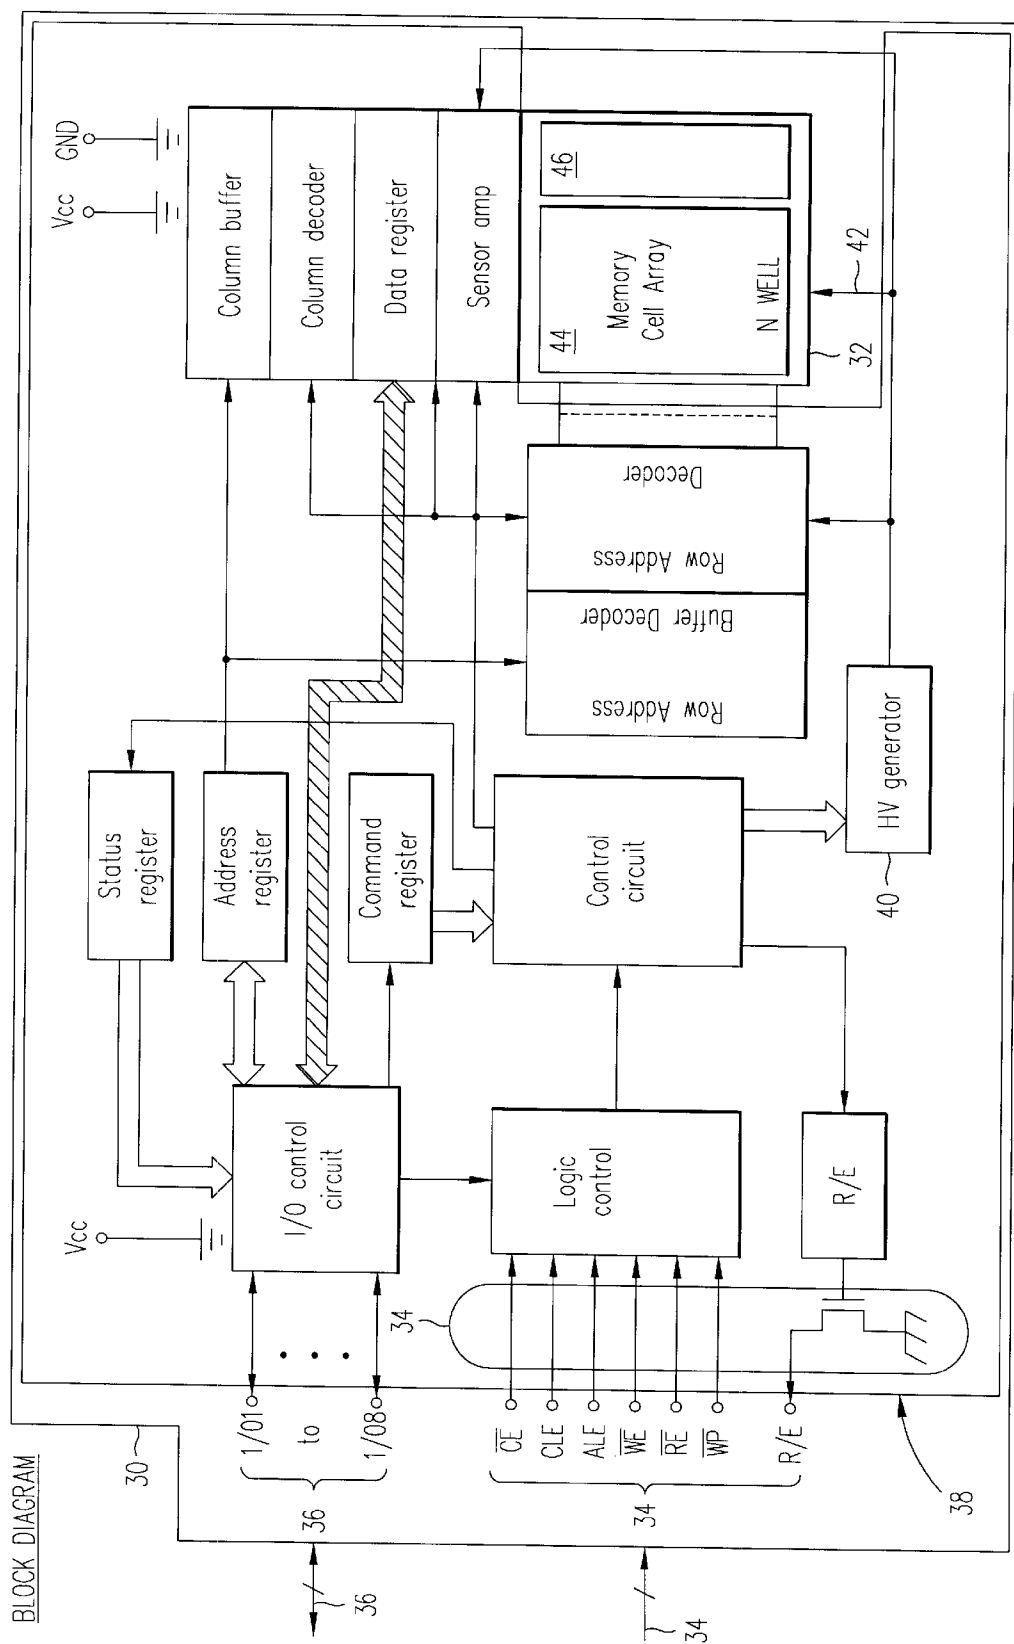 BLOCK DIAGRAM
30
36
34
36
34
38
1/01
to
1/08
CE
CLE
ALE
WE
RE
WP
R/E
34
Vcc
I/O control
circuit
Logic
control
R/E
Status
register
Address
register
Command
register
Control
circuit
HV generator
40
Row Address
Buffer Decoder
Row Address
Decoder
Vcc
GND
Column buffer
Column decoder
Data register
Sensor amp
44
Memory
Cell Array
N WELL
46
32
42